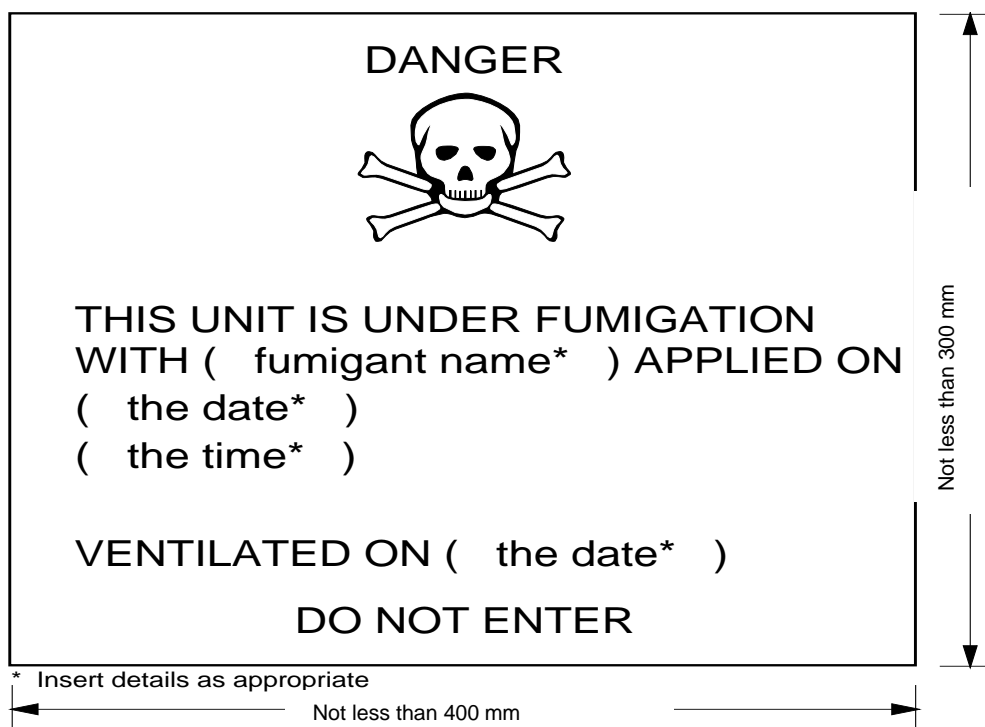 DANGER
THIS UNIT IS UNDER FUMIGATION
WITH ( fumigant name* ) APPLIED ON
( the date* )
( the time* )
VENTILATED ON ( the date* )
DO NOT ENTER
* Insert details as appropriate
Not less than 400 mm
Not less than 300 mm